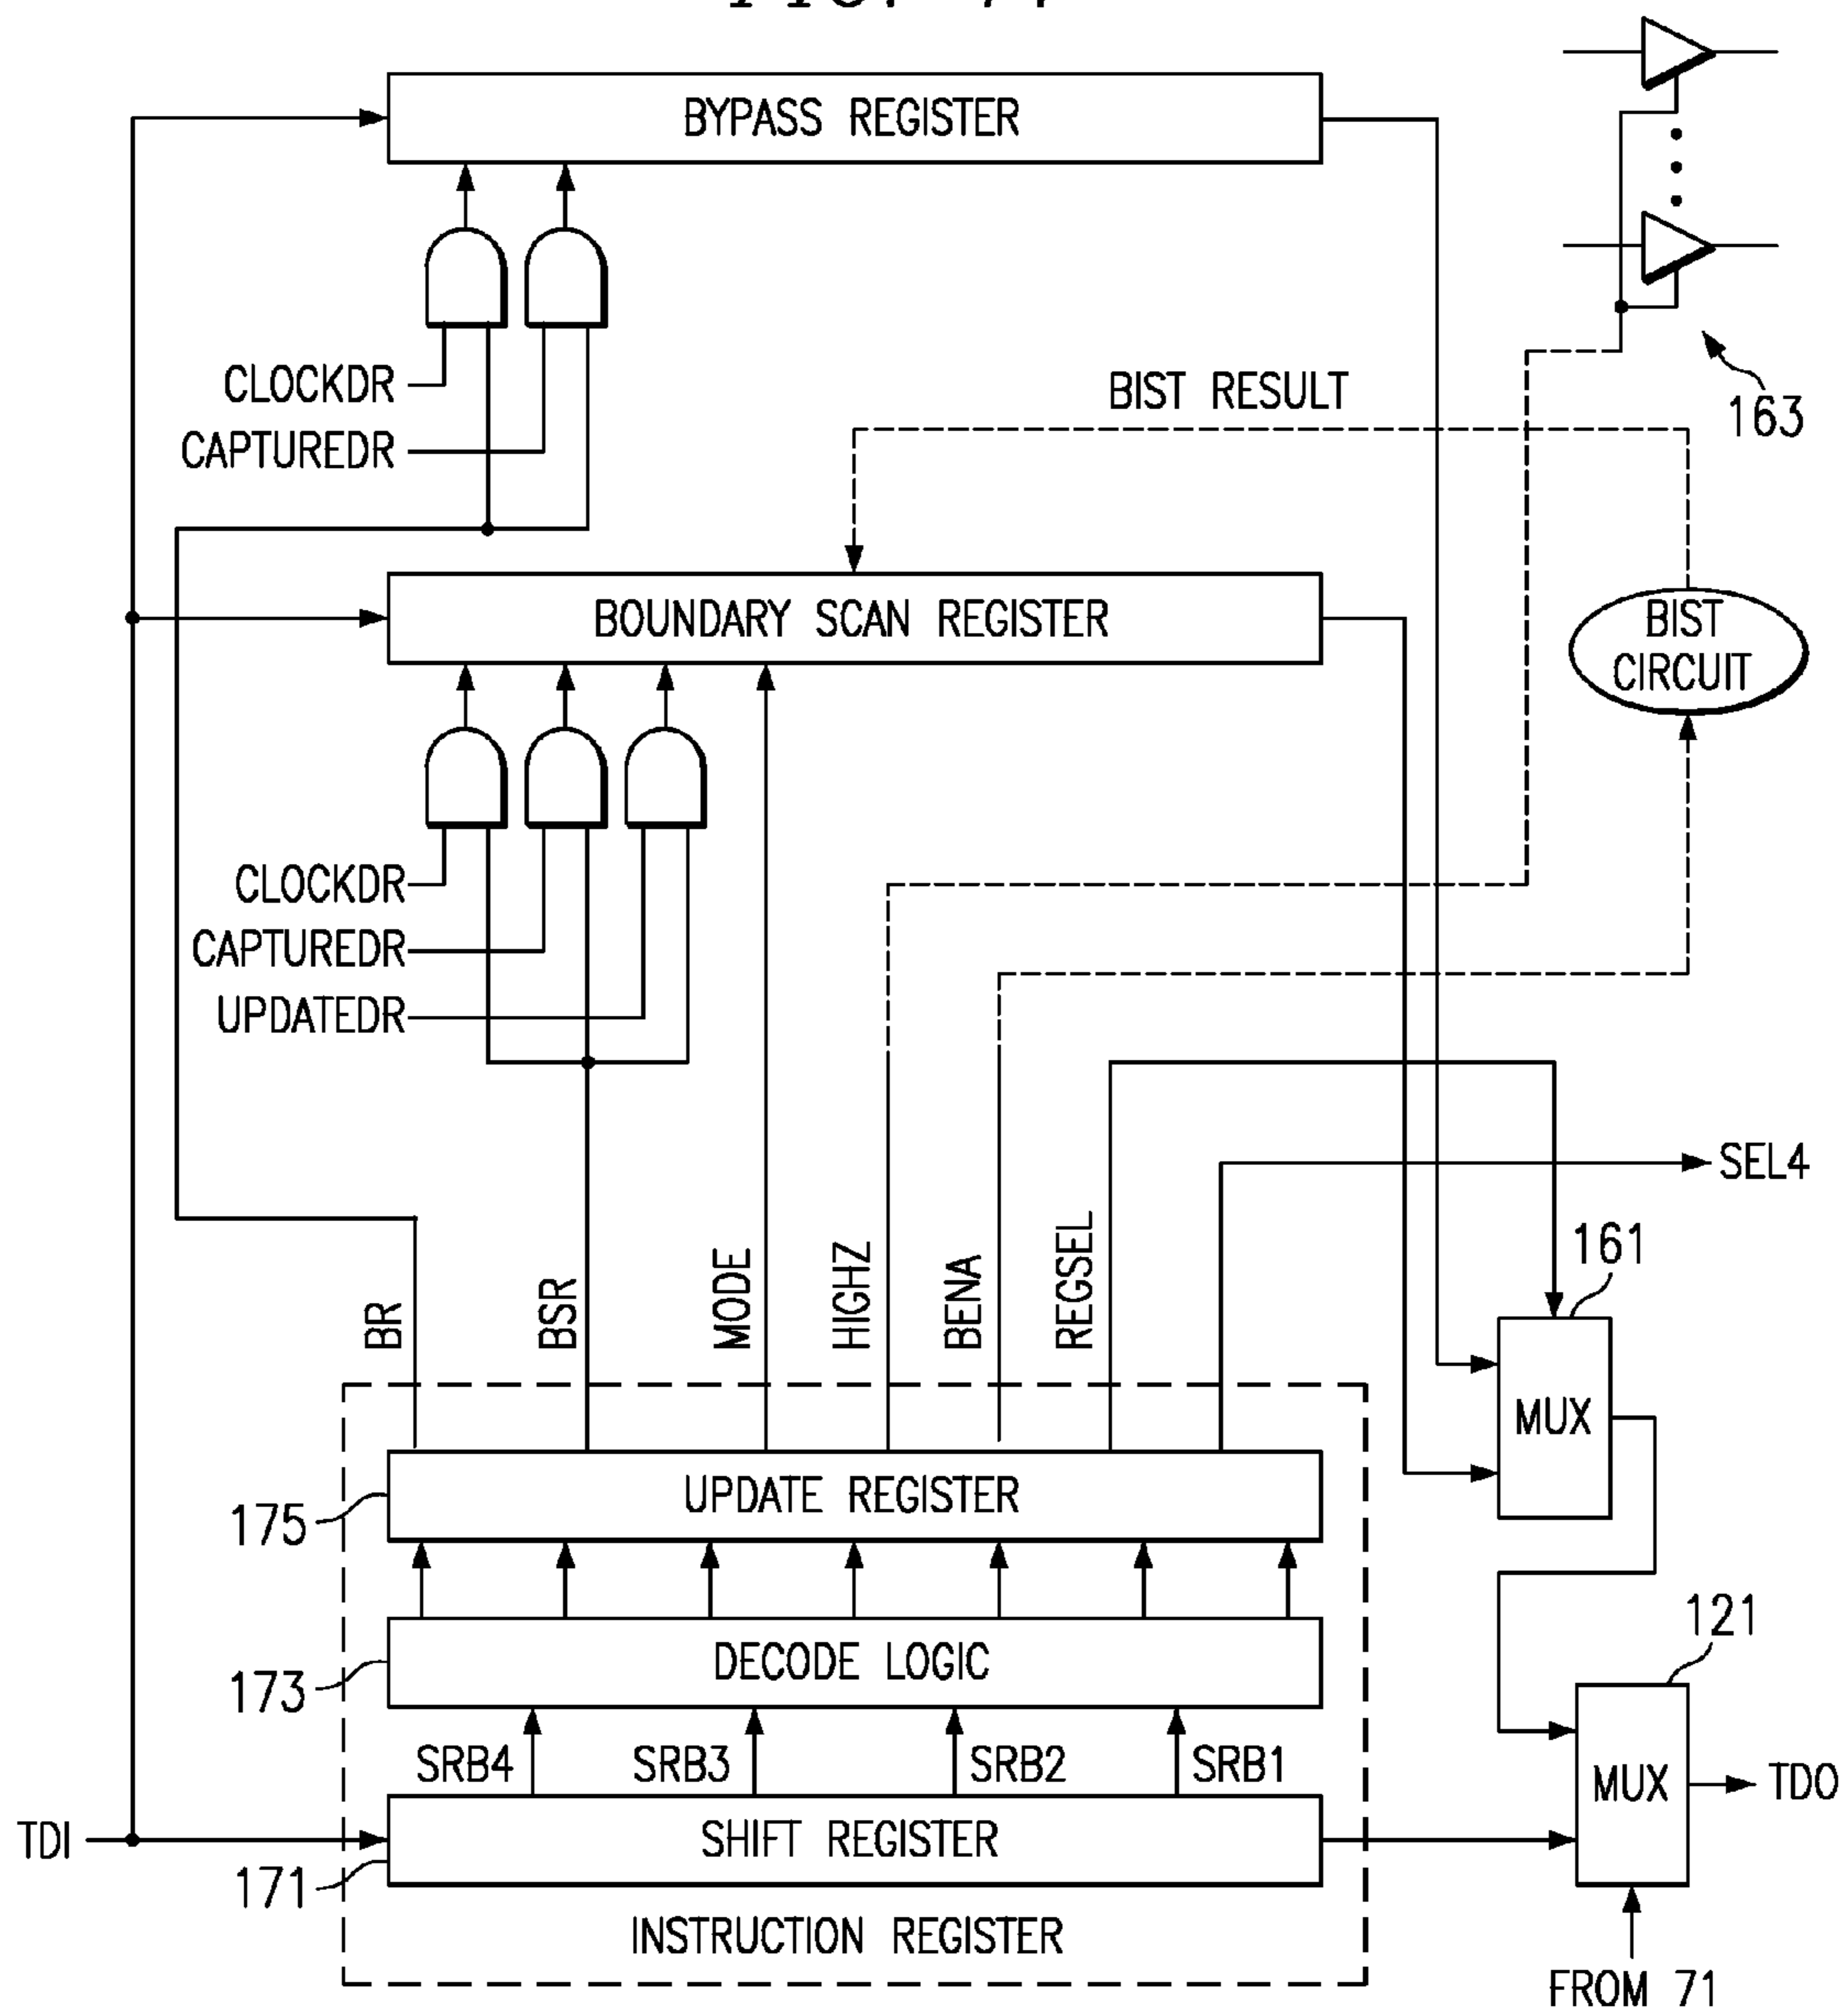 BYPASS REGISTER
CLOCKDR
CAPTUREDR
BIST RESULT
163
BOUNDARY SCAN REGISTER
BIST
CIRCUIT
CLOCKDR
CAPTUREDR
UPDATEDR
SEL4
BR
BSR
MODE
HIGHZ
BENA
REGSEL
161
MUX
UPDATE REGISTER
175
DECODE LOGIC
173
121
SRB4
SRB3
SRB2
SRB1
MUX
TDO
TDI
SHIFT REGISTER
171
INSTRUCTION REGISTER
FROM 71